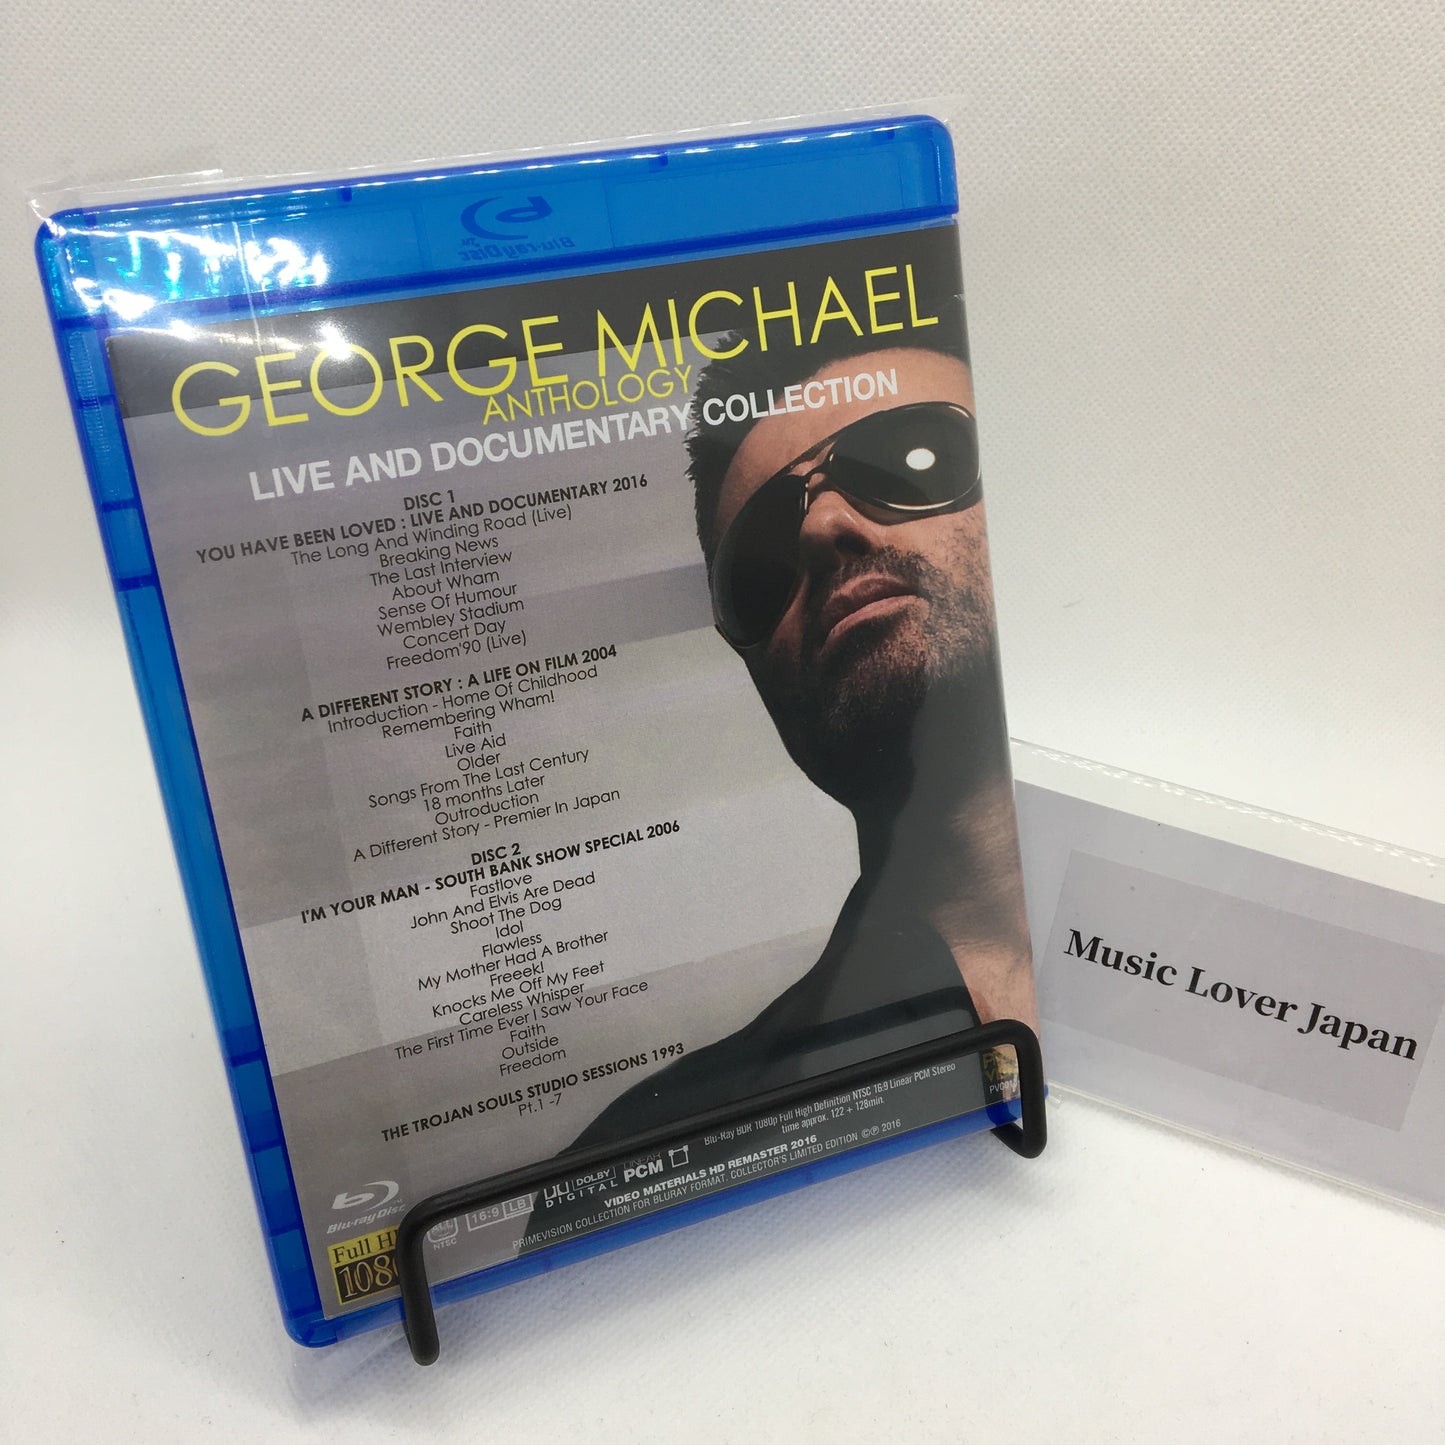 Blu-ray Disc™
GEORGE MICHAEL
ANTHOLOGY
LIVE AND DOCUMENTARY COLLECTION
DISC 1
YOU HAVE BEEN LOVED : LIVE AND DOCUMENTARY 2016
The Long And Winding Road (Live)
Breaking News
The Last Interview
About Wham
Sense Of Humour
Wembley Stadium
Concert Day
Freedom'90 (Live)
A DIFFERENT STORY : A LIFE ON FILM 2004
Introduction - Home Of Childhood
Remembering Wham!
Faith
Live Aid
Older
Songs From The Last Century
18 months Later
Outroduction
A Different Story - Premier In Japan
DISC 2
I'M YOUR MAN - SOUTH BANK SHOW SPECIAL 2006
Fastlove
John And Elvis Are Dead
Shoot The Dog
Idol
Flawless
My Mother Had A Brother
Freeek!
Knocks Me Off My Feet
Careless Whisper
The First Time Ever I Saw Your Face
Faith
Outside
Freedom
THE TROJAN SOULS STUDIO SESSIONS 1993
Pt.1 -7
Blu-Ray BDR 1080p Full High Definition NTSC 16:9 Linear PCM Stereo
time approx. 122 + 128min.
Blu-ray Disc
Full
NTSC
16:9 LB
DOLBY
DIGITAL
LINEAR
PCM
VIDEO MATERIALS HD REMASTER 2016
PRIMEVISION COLLECTION FOR BLURAY FORMAT. COLLECTOR'S LIMITED EDITION ©℗ 2016
Music Lover Japan